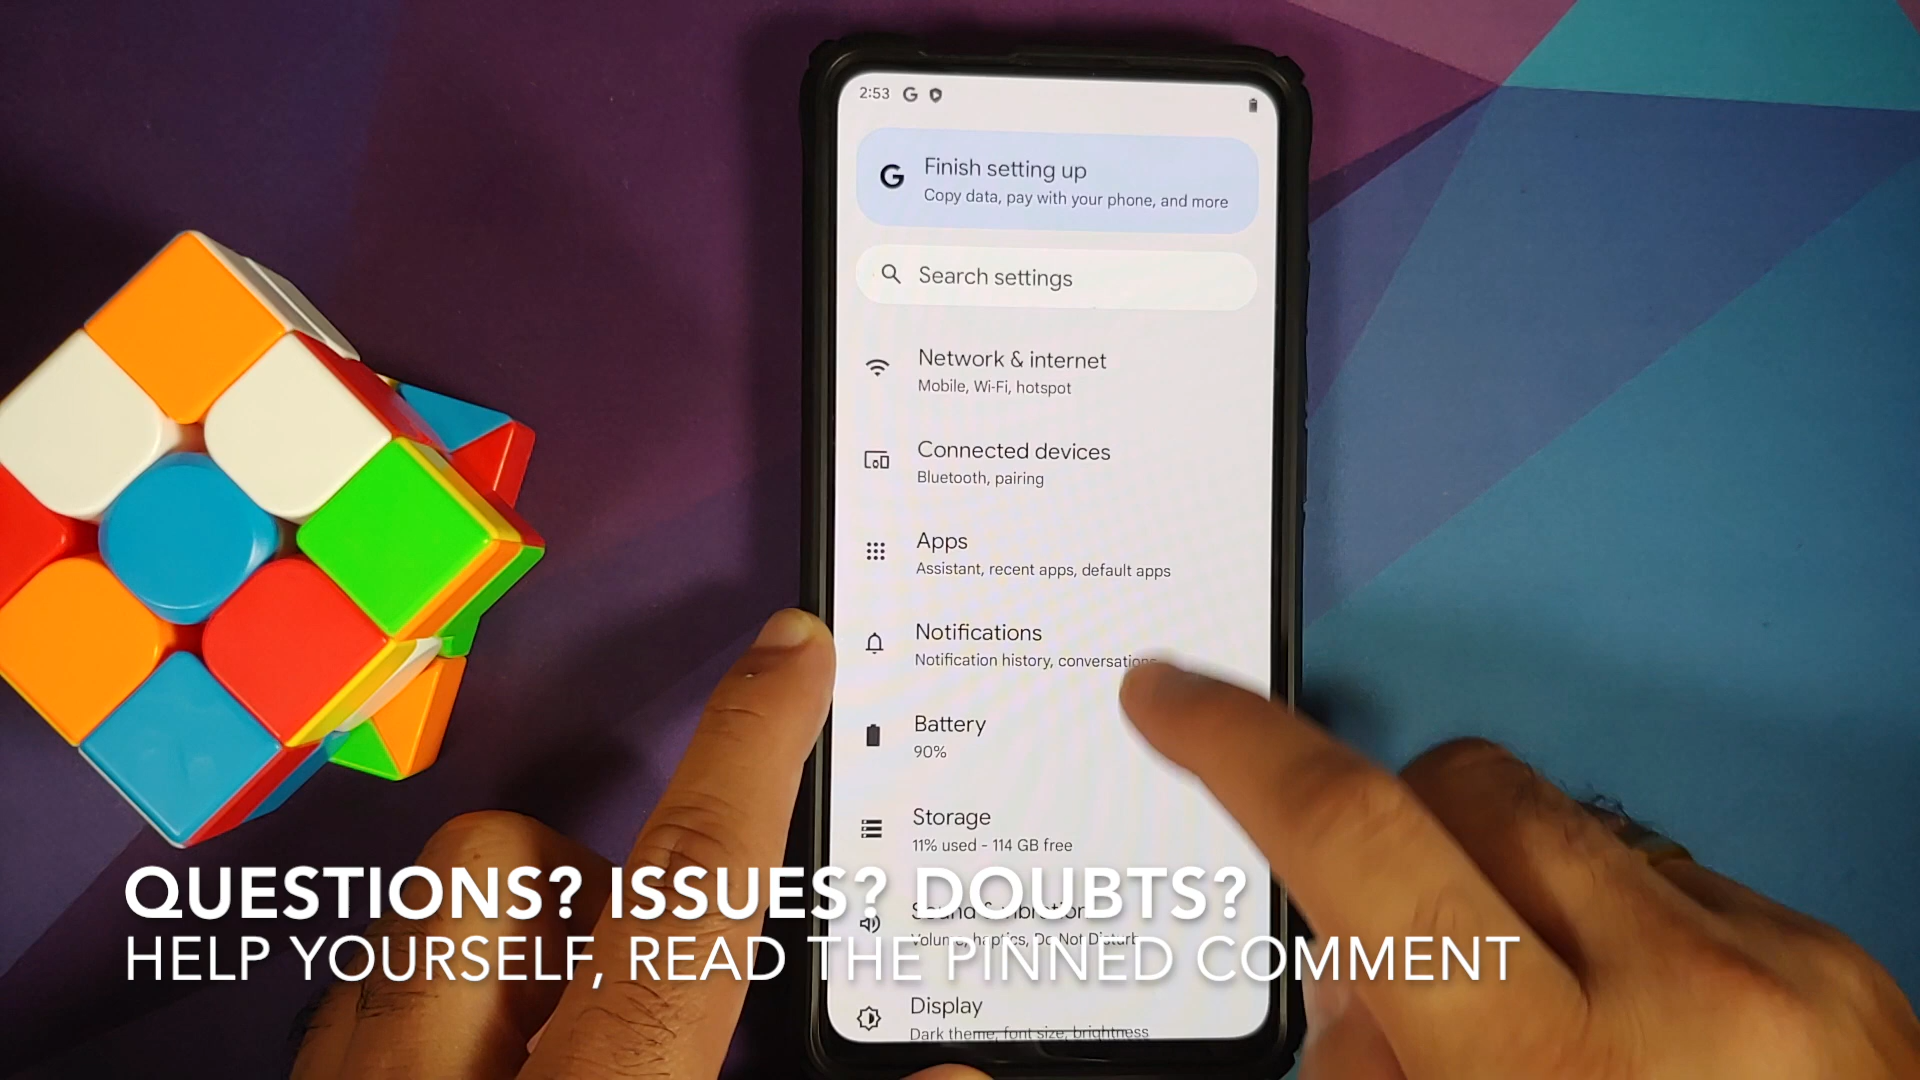 2:53
G
Finish setting up
Copy data, pay with your phone, and more
Search settings
Network & internet
Mobile, Wi-Fi, hotspot
Connected devices
Bluetooth, pairing
Apps
Assistant, recent apps, default apps
Notifications
Notification history, conversations
Battery
90%
Storage
11% used - 114 GB free
QUESTIONS? ISSUES? DOUBTS?
Sound & vibration
Volume, haptics, Do Not Disturb
HELP YOURSELF, READ THE PINNED COMMENT
Display
Dark theme, font size, brightness